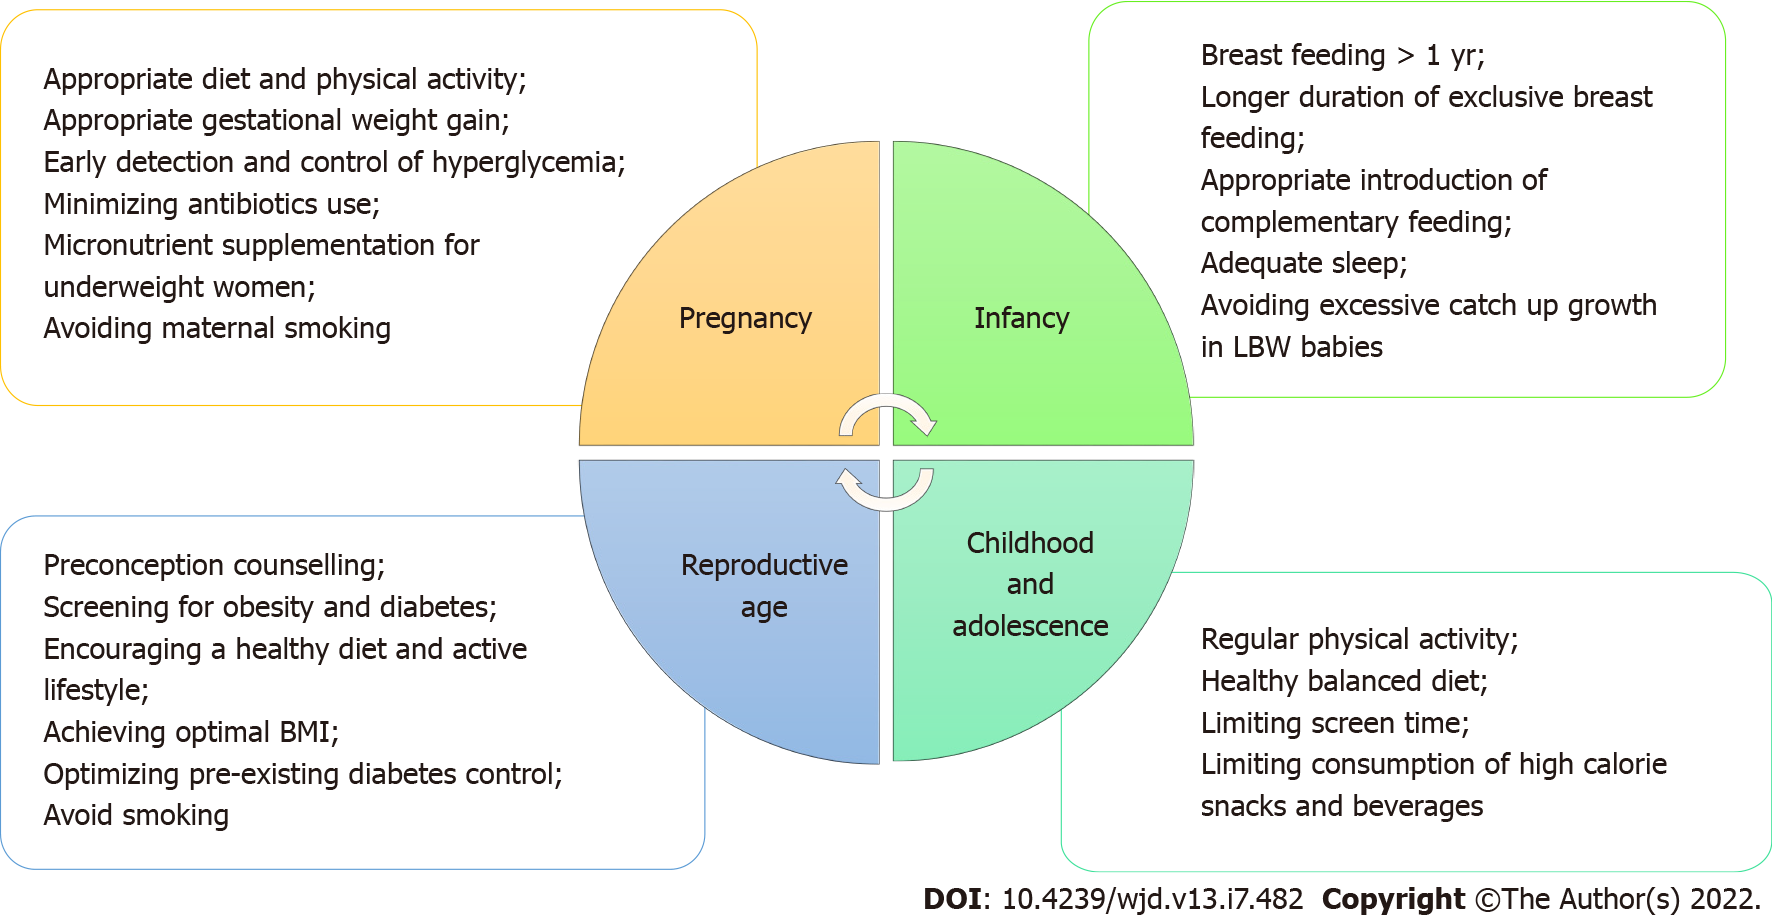 Appropriate diet and physical activity;
Appropriate gestational weight gain;
Early detection and control of hyperglycemia;
Minimizing antibiotics use;
Micronutrient supplementation for
underweight women;
Avoiding maternal smoking
Breast feeding > 1 yr;
Longer duration of exclusive breast
feeding;
Appropriate introduction of
complementary feeding;
Adequate sleep;
Avoiding excessive catch up growth
in LBW babies
Pregnancy
Infancy
Reproductive
age
Childhood
and
adolescence
Preconception counselling;
Screening for obesity and diabetes;
Encouraging a healthy diet and active
lifestyle;
Achieving optimal BMI;
Optimizing pre-existing diabetes control;
Avoid smoking
Regular physical activity;
Healthy balanced diet;
Limiting screen time;
Limiting consumption of high calorie
snacks and beverages
DOI: 10.4239/wjd.v13.i7.482 Copyright ©The Author(s) 2022.